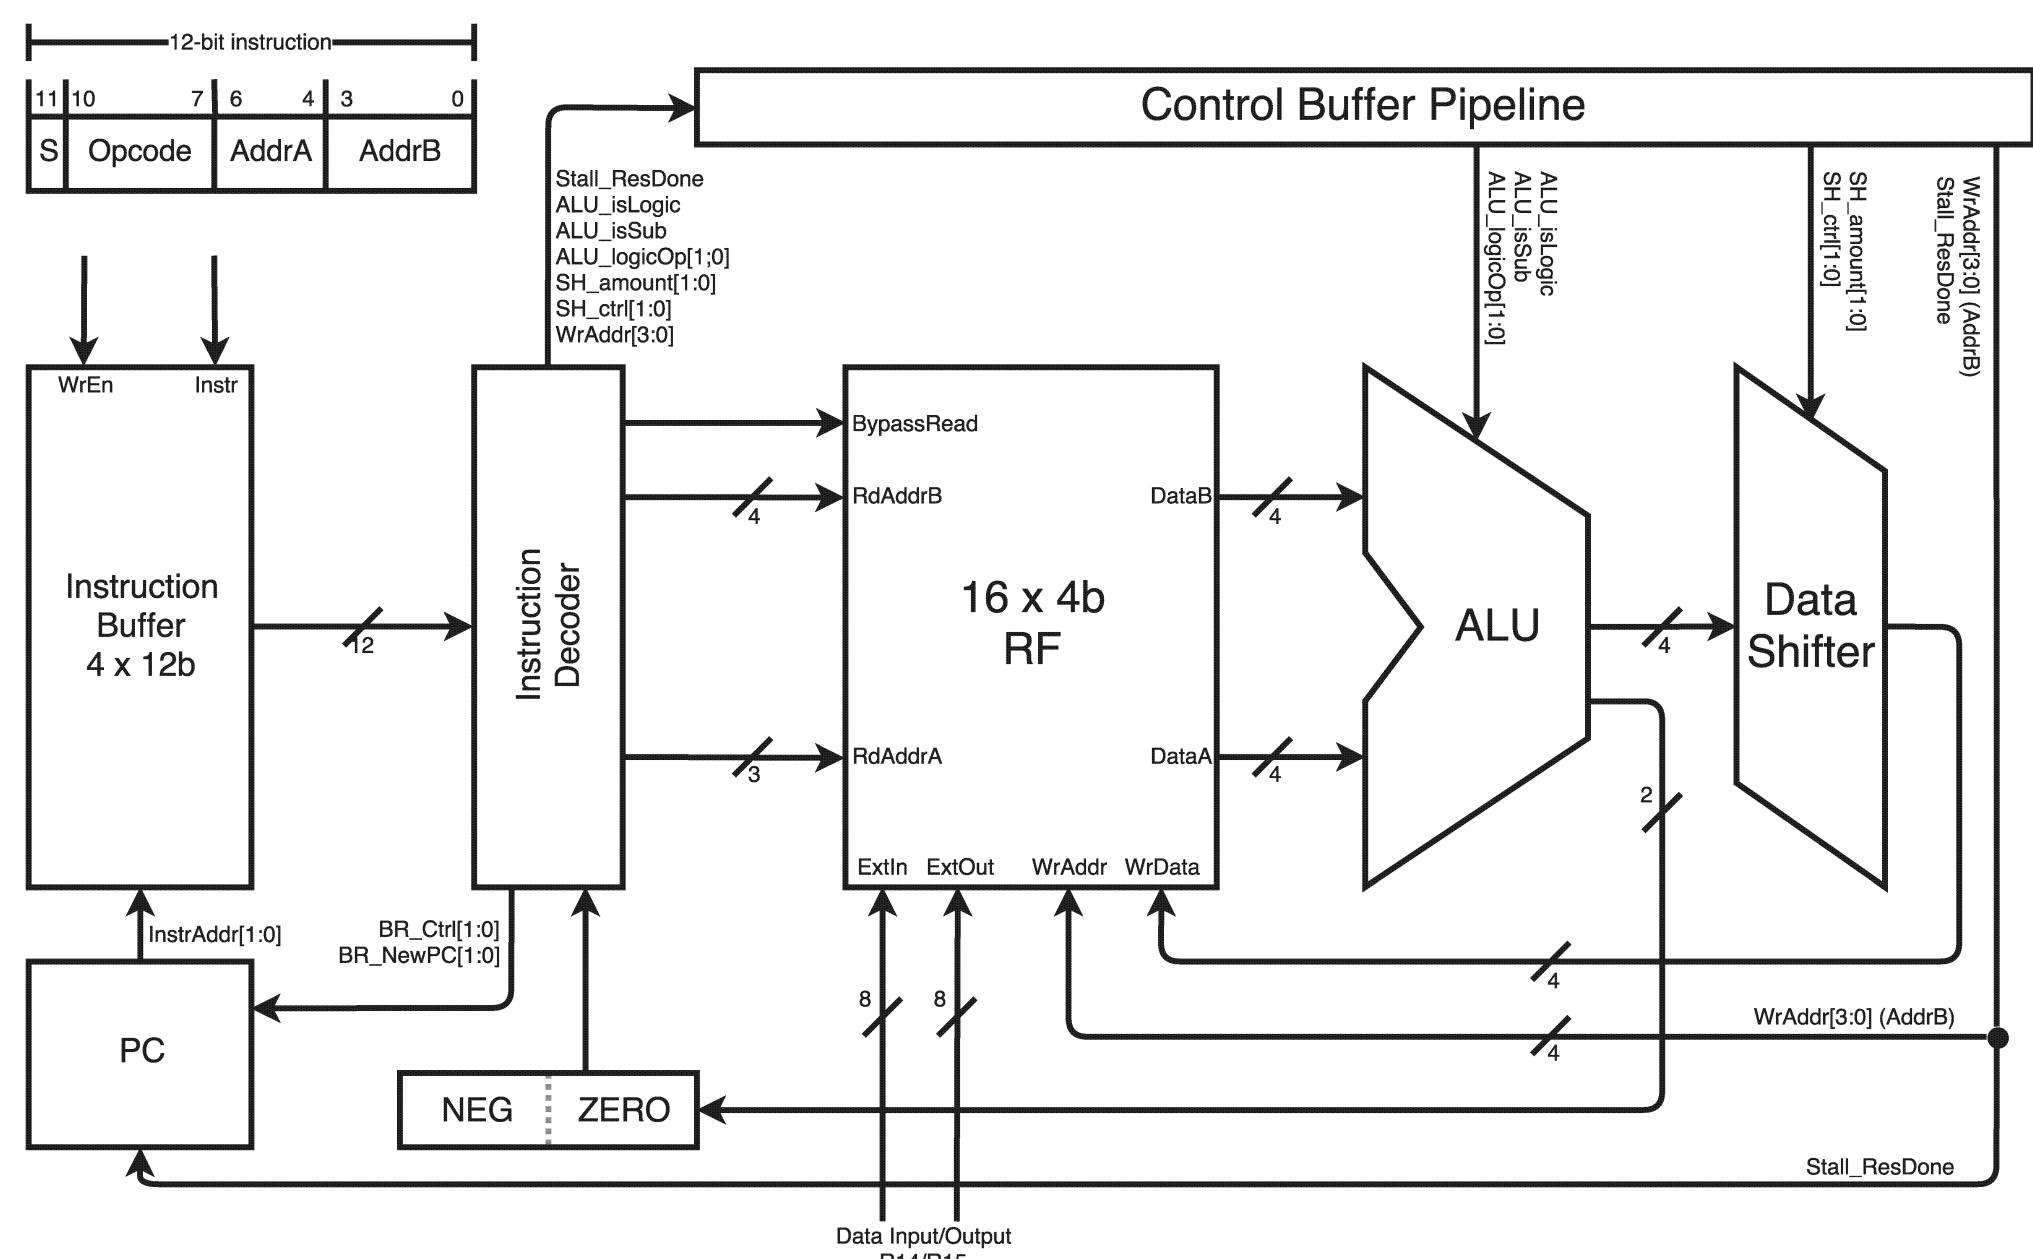 12-bit instruction
11 10 7 6 4 3 0
S Opcode AddrA AddrB
Control Buffer Pipeline
Stall_ResDone
ALU_isLogic
ALU_isSub
ALU_logicOp[1;0]
SH_amount[1:0]
SH_ctrl[1:0]
WrAddr[3:0]
ALU_isLogic
ALU_isSub
ALU_logicOp[1:0]
SH_amount[1:0]
SH_ctrl[1:0]
WrAddr[3:0] (AddrB)
Stall_ResDone
WrEn Instr
Instruction
Buffer
4 x 12b
12
Instruction
Decoder
BypassRead
RdAddrB
4
DataB
4
16 x 4b
RF
RdAddrA
3
DataA
4
ExtIn ExtOut WrAddr WrData
ALU
4
2
Data
Shifter
InstrAddr[1:0]
BR_Ctrl[1:0]
BR_NewPC[1:0]
PC
8 8
4
WrAddr[3:0] (AddrB)
4
NEG ZERO
Stall_ResDone
Data Input/Output
R14/R15